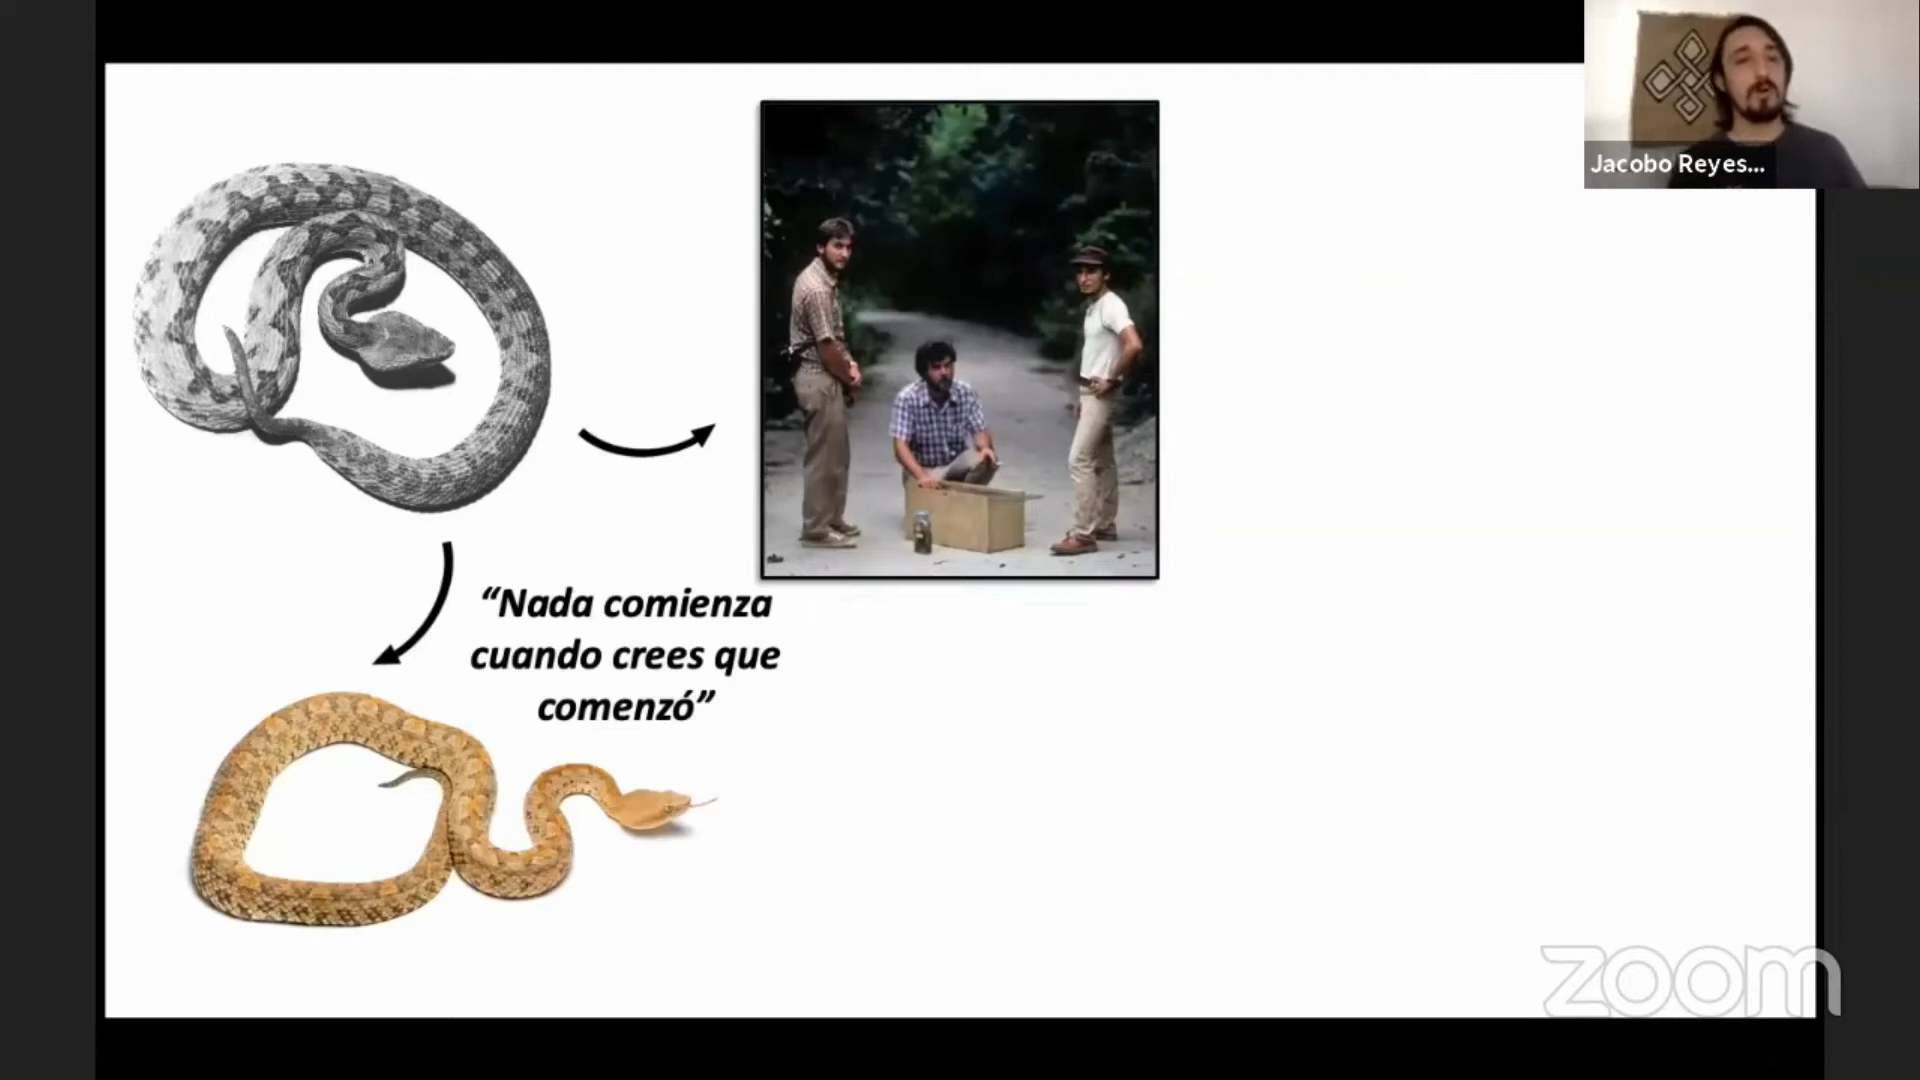 Jacobo Reyes...
“Nada comienza
cuando crees que
comenzó”
zoom